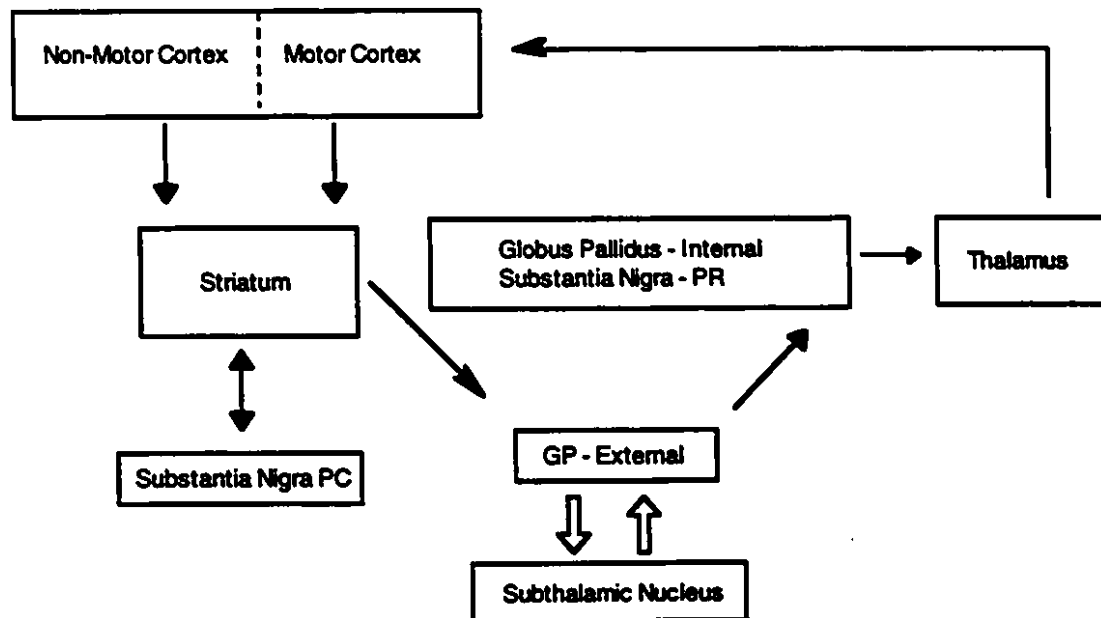 Non-Motor Cortex
Motor Cortex
Striatum
Globus Pallidus - Internal
Substantia Nigra - PR
Thalamus
Substantia Nigra PC
GP - External
Subthalamic Nucleus